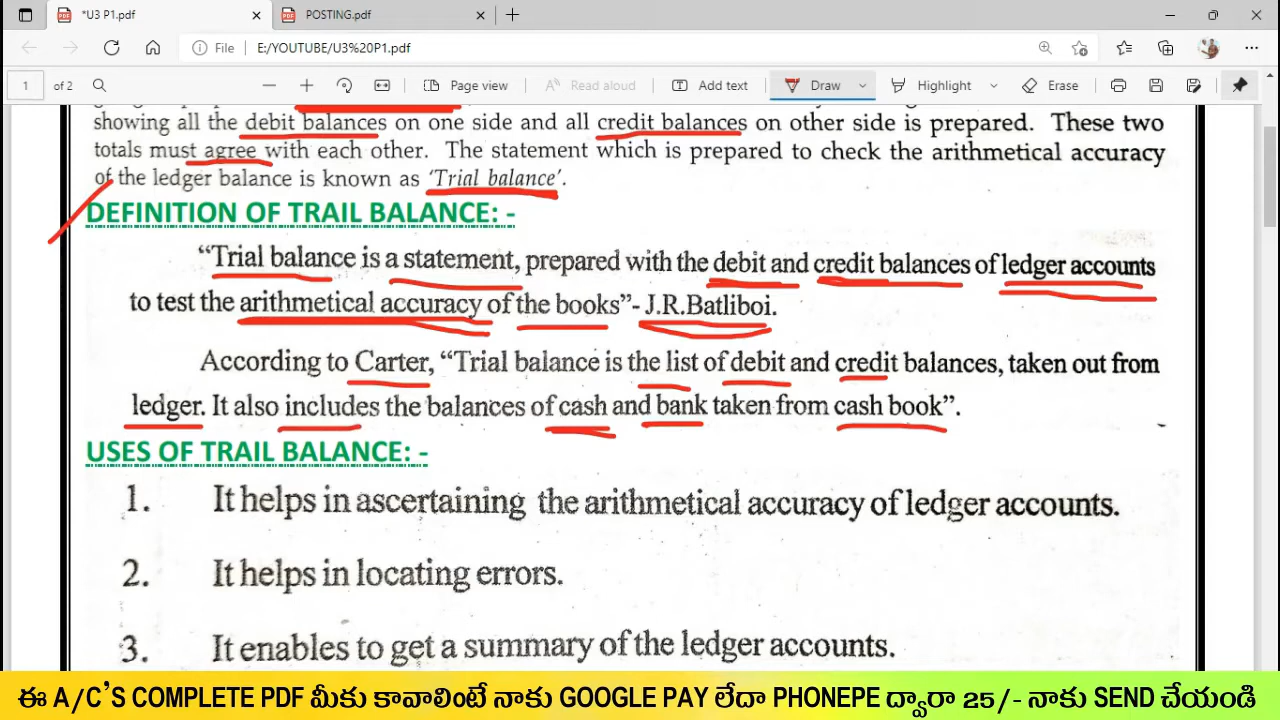 *U3 P1.pdf
POSTING.pdf
File E:/YOUTUBE/U3%20P1.pdf
1 of 2 Page view Read aloud Add text Draw Highlight Erase
showing all the debit balances on one side and all credit balances on other side is prepared. These two
totals must agree with each other. The statement which is prepared to check the arithmetical accuracy
of the ledger balance is known as 'Trial balance'.
DEFINITION OF TRAIL BALANCE: -
“Trial balance is a statement, prepared with the debit and credit balances of ledger accounts
to test the arithmetical accuracy of the books”- J.R.Batliboi.
According to Carter, “Trial balance is the list of debit and credit balances, taken out from
ledger. It also includes the balances of cash and bank taken from cash book”.
USES OF TRAIL BALANCE: -
1. It helps in ascertaining the arithmetical accuracy of ledger accounts.
2. It helps in locating errors.
3. It enables to get a summary of the ledger accounts.
ఈ A/C'S COMPLETE PDF మీకు కావాలింటే నాకు GOOGLE PAY లేదా PHONEPE ద్వారా 25/- నాకు SEND చేయండి